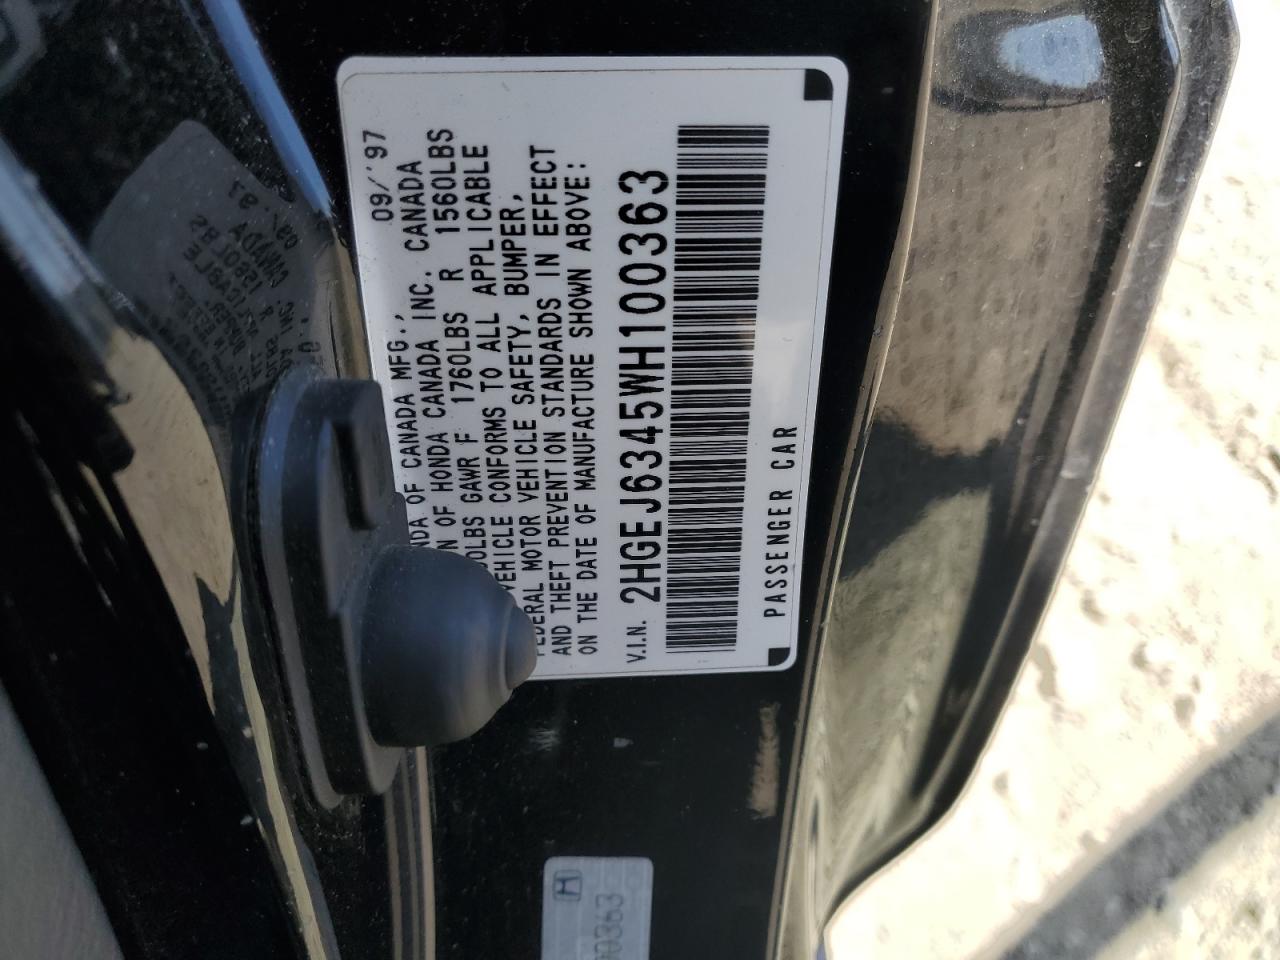 09/'97
DA OF CANADA MFG.,
N OF HONDA CANADA INC. CANADA
LBS GAWR F 1760LBS R 1560LBS
VEHICLE CONFORMS TO ALL APPLICABLE
FEDERAL MOTOR VEHICLE SAFETY, BUMPER,
AND THEFT PREVENTION STANDARDS IN EFFECT
ON THE DATE OF MANUFACTURE SHOWN ABOVE:
V.I.N. 2HGEJ6345WH100363
PASSENGER CAR
00363